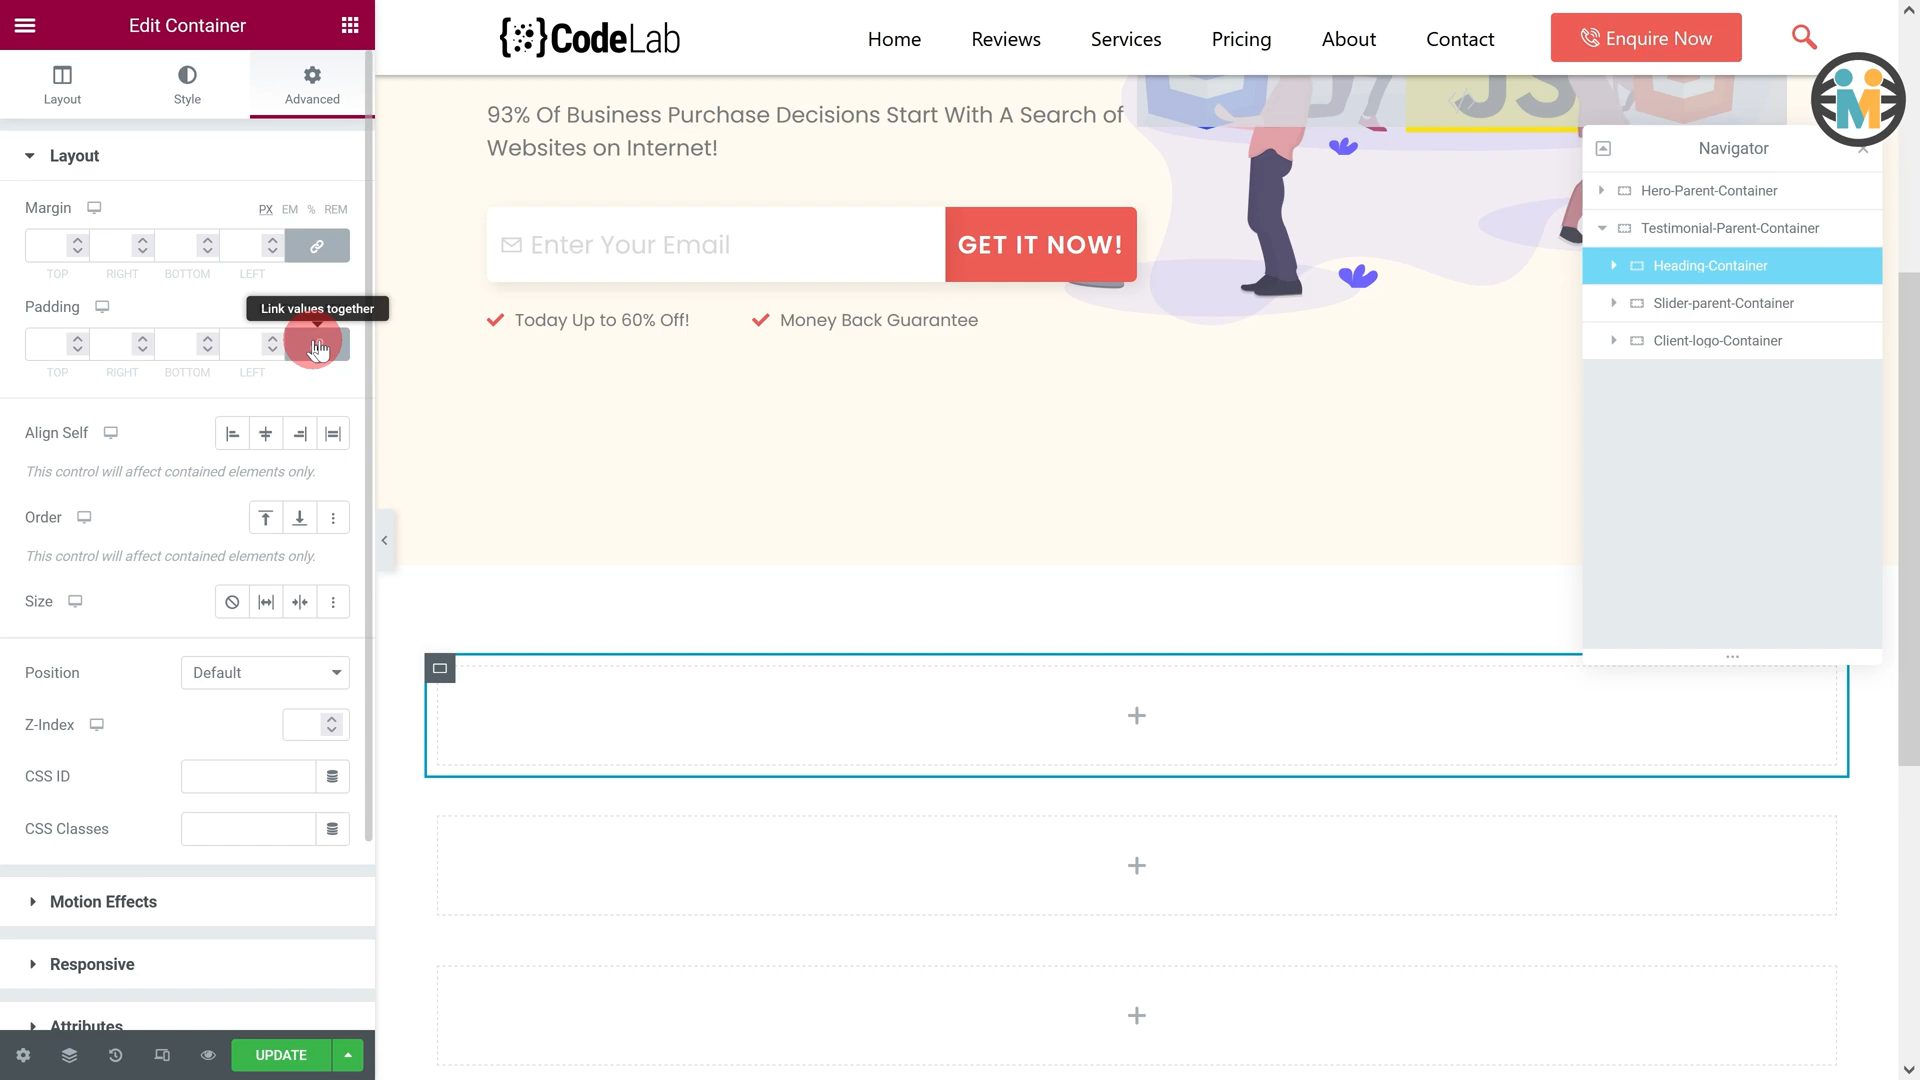 Edit Container
Layout
Style
Advanced
Layout
Margin
PX EM % REM
TOP RIGHT BOTTOM LEFT
Padding
Link values together
TOP RIGHT BOTTOM LEFT
Align Self
This control will affect contained elements only.
Order
This control will affect contained elements only.
Size
Position
Default
Z-Index
CSS ID
CSS Classes
Motion Effects
Responsive
Attributes
UPDATE
{ }CodeLab
Home
Reviews
Services
Pricing
About
Contact
Enquire Now
93% Of Business Purchase Decisions Start With A Search of
Websites on Internet!
Enter Your Email
GET IT NOW!
Today Up to 60% Off!
Money Back Guarantee
JS
M
Navigator
Hero-Parent-Container
Testimonial-Parent-Container
Heading-Container
Slider-parent-Container
Client-logo-Container